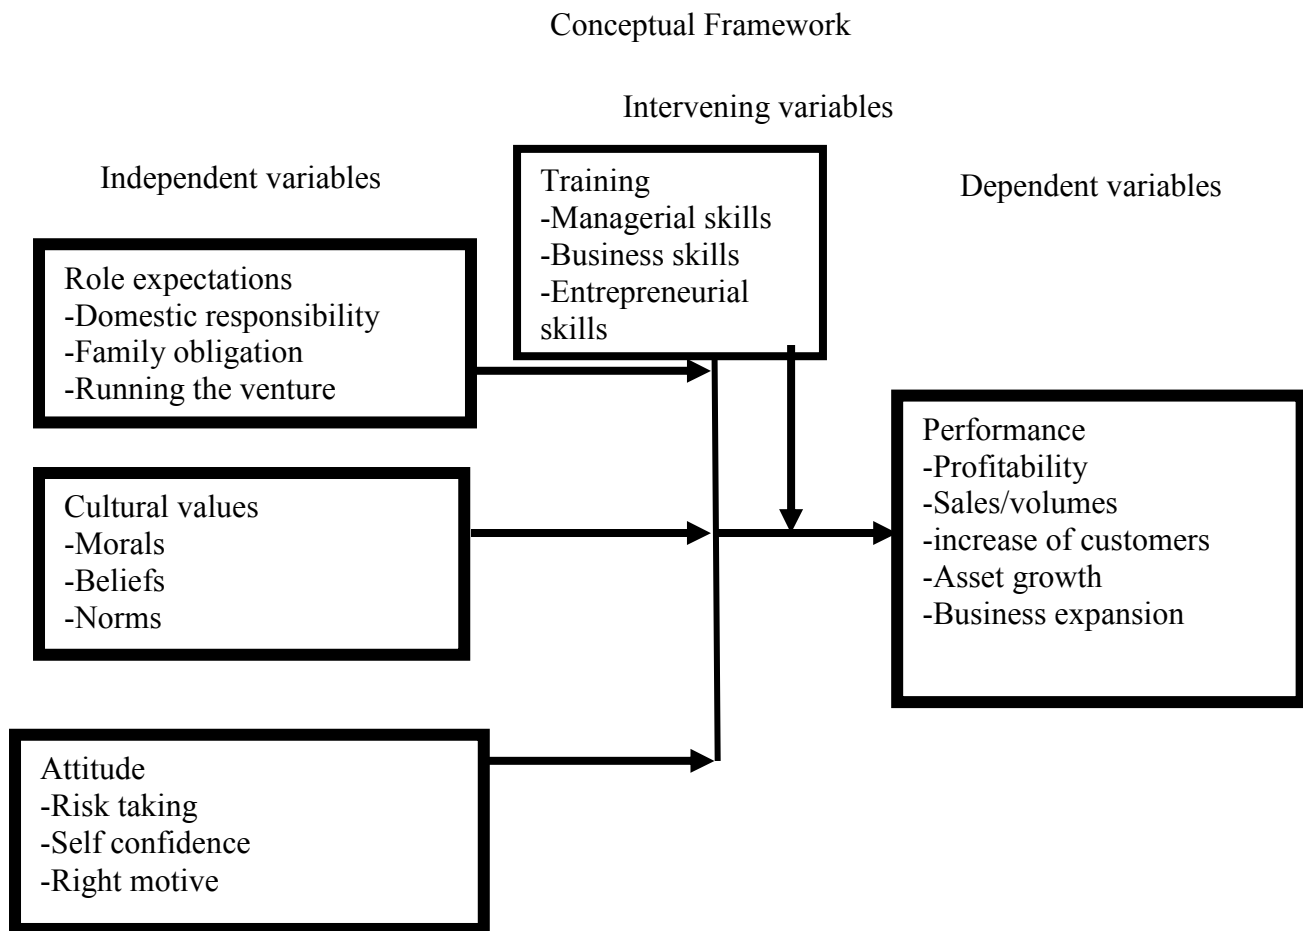 Conceptual Framework
Intervening variables
Independent variables
Dependent variables
Training
-Managerial skills
-Business skills
-Entrepreneurial
skills
Role expectations
-Domestic responsibility
-Family obligation
-Running the venture
Cultural values
-Morals
-Beliefs
-Norms
Attitude
-Risk taking
-Self confidence
-Right motive
Performance
-Profitability
-Sales/volumes
-increase of customers
-Asset growth
-Business expansion